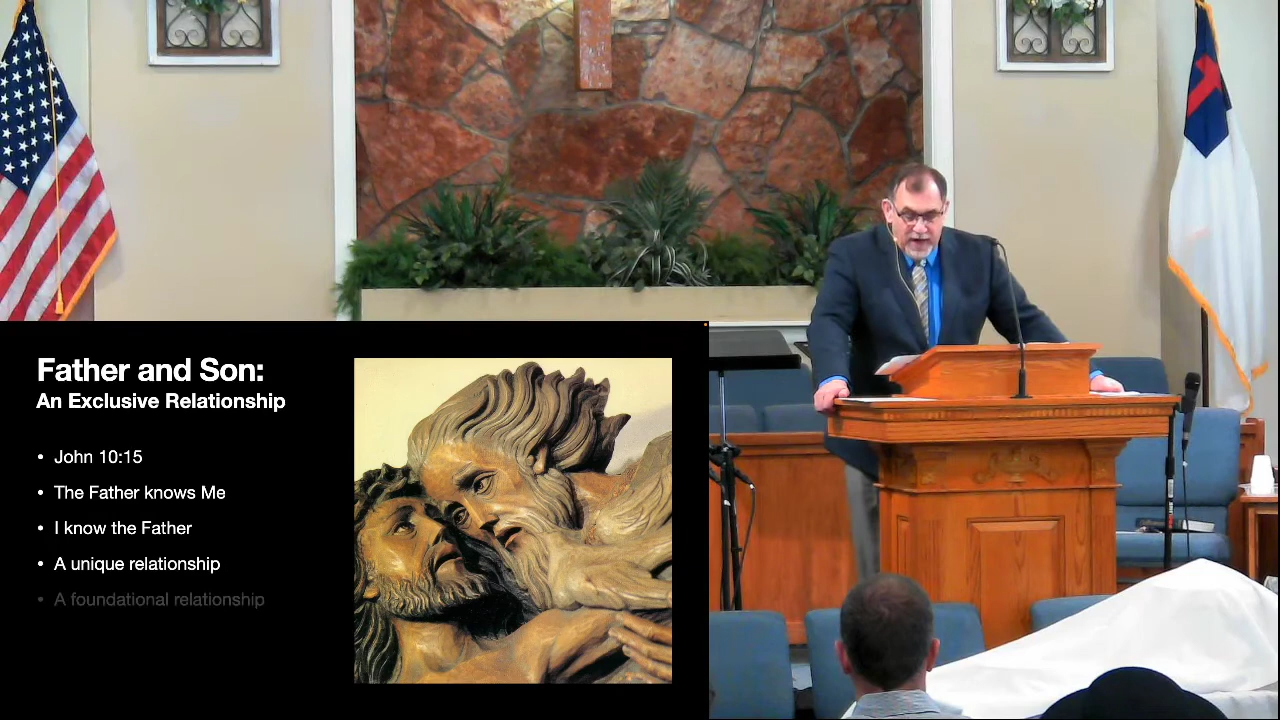 Father and Son:
An Exclusive Relationship
• John 10:15
• The Father knows Me
• I know the Father
• A unique relationship
• A foundational relationship